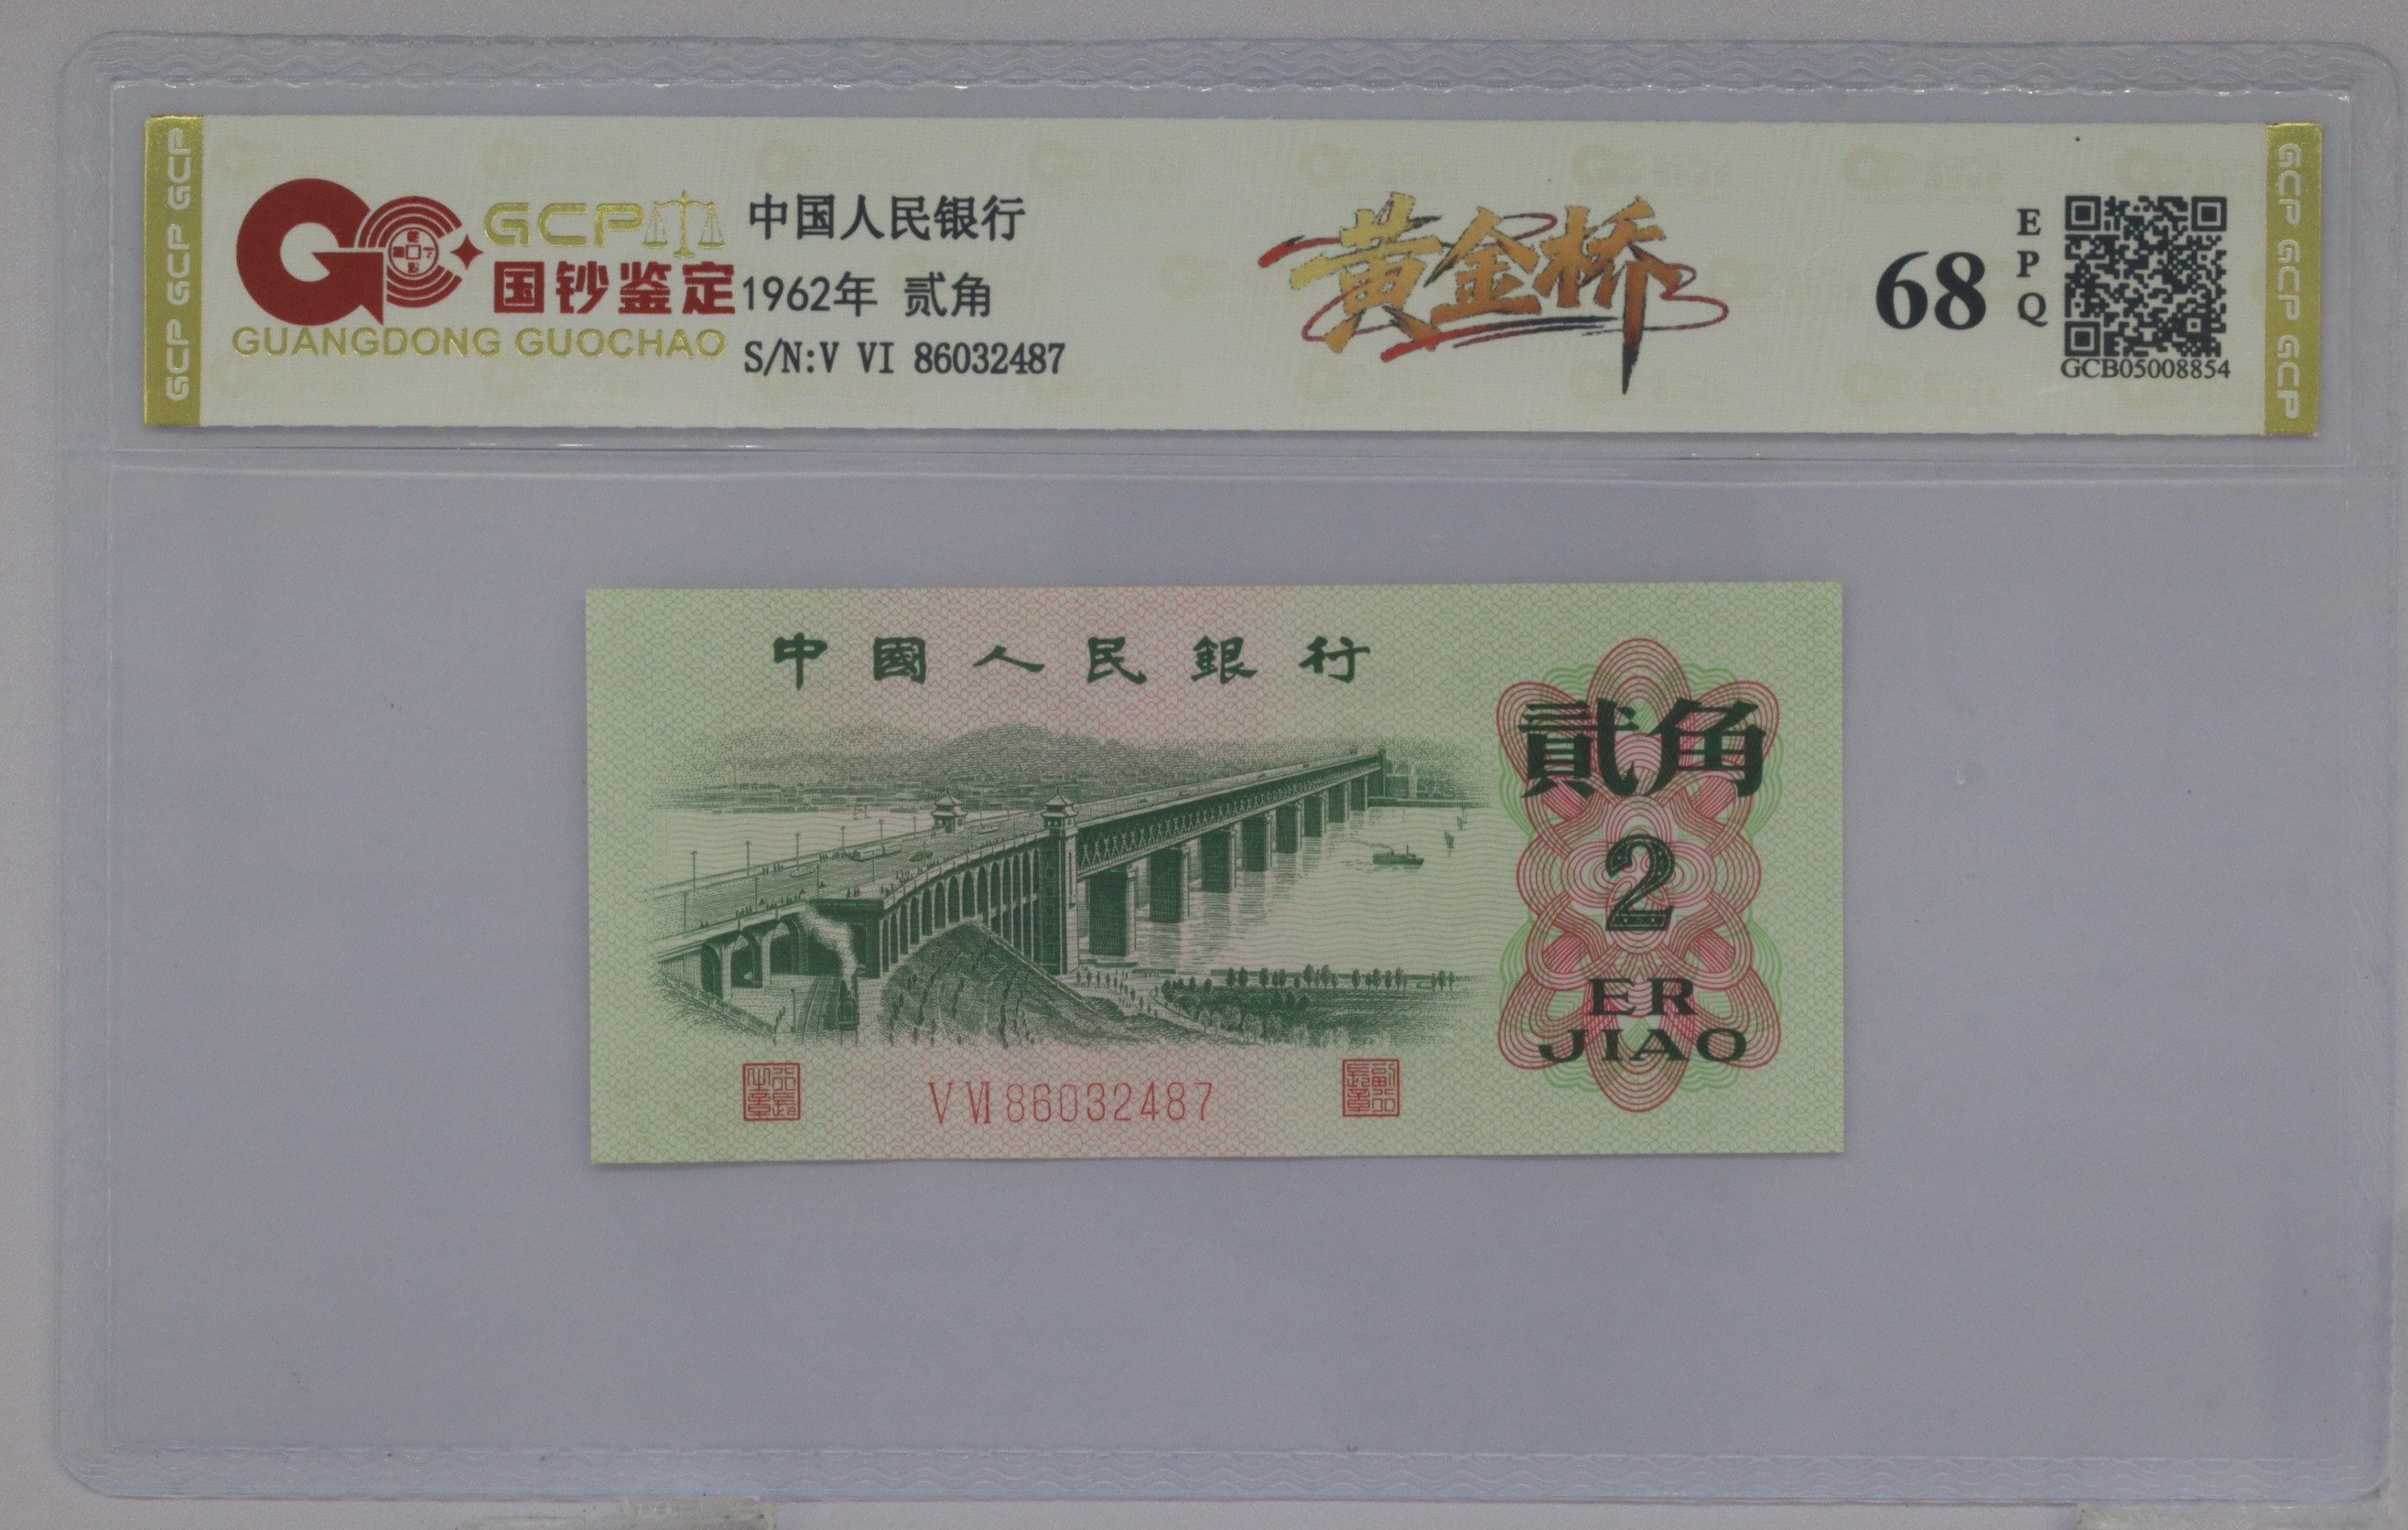 GCP GCP GCP
GCP
国钞鉴定
GUANGDONG GUOCHAO
中国人民银行
1962年 贰角
S/N:V VI 86032487
黄金桥
68
EPQ
GCB05008854
GCP GCP GCP
中國人民銀行
貳角
2
ER
JIAO
V VI 86032487